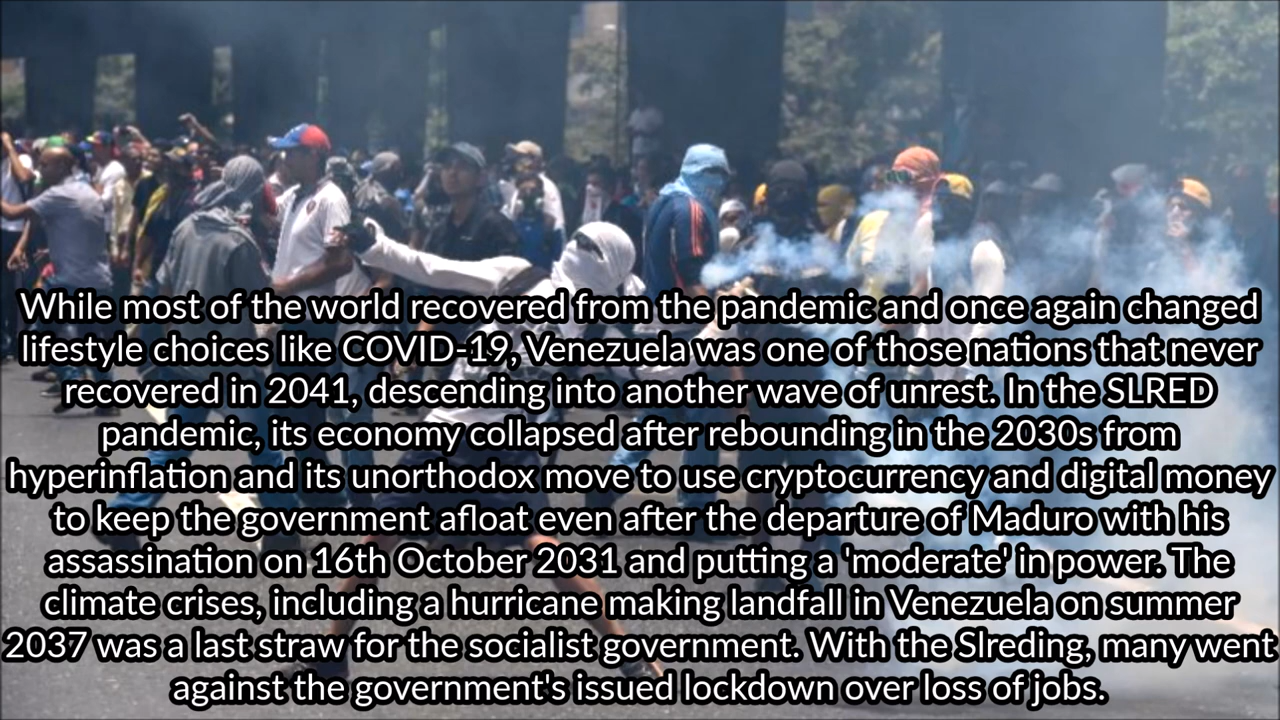 While most of the world recovered from the pandemic and once again changed
lifestyle choices like COVID-19, Venezuela was one of those nations that never
recovered in 2041, descending into another wave of unrest. In the SLRED
pandemic, its economy collapsed after rebounding in the 2030s from
hyperinflation and its unorthodox move to use cryptocurrency and digital money
to keep the government afloat even after the departure of Maduro with his
assassination on 16th October 2031 and putting a 'moderate' in power. The
climate crises, including a hurricane making landfall in Venezuela on summer
2037 was a last straw for the socialist government. With the Slreding, many went
against the government's issued lockdown over loss of jobs.